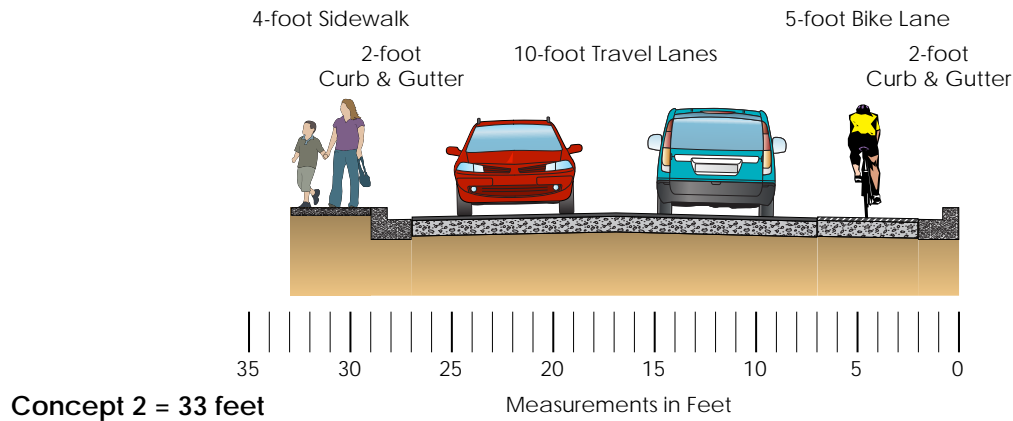 4-foot Sidewalk
5-foot Bike Lane
2-foot
Curb & Gutter
10-foot Travel Lanes
2-foot
Curb & Gutter
35
30
25
20
15
10
5
0
Concept 2 = 33 feet
Measurements in Feet